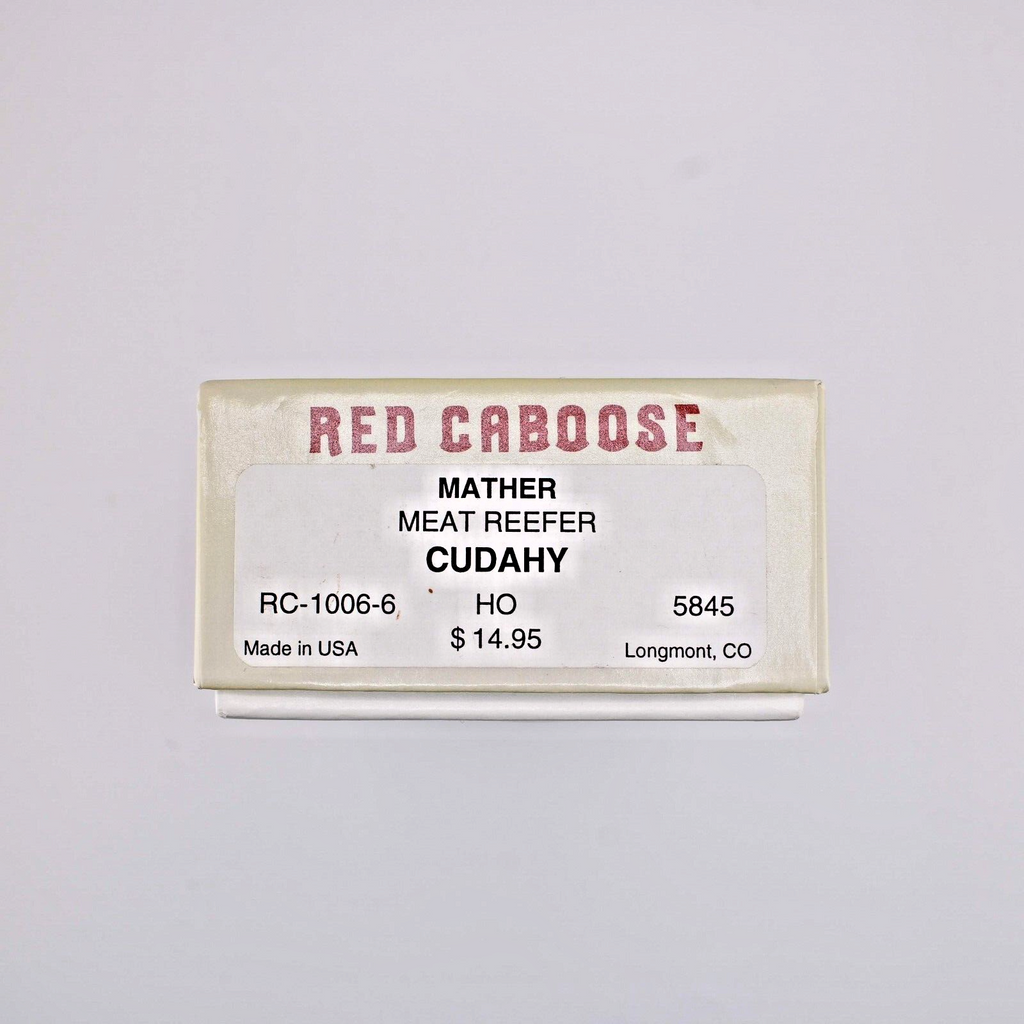 RED CABOOSE
MATHER
MEAT REEFER
CUDAHY
RC-1006-6 HO 5845
$ 14.95
Made in USA Longmont, CO